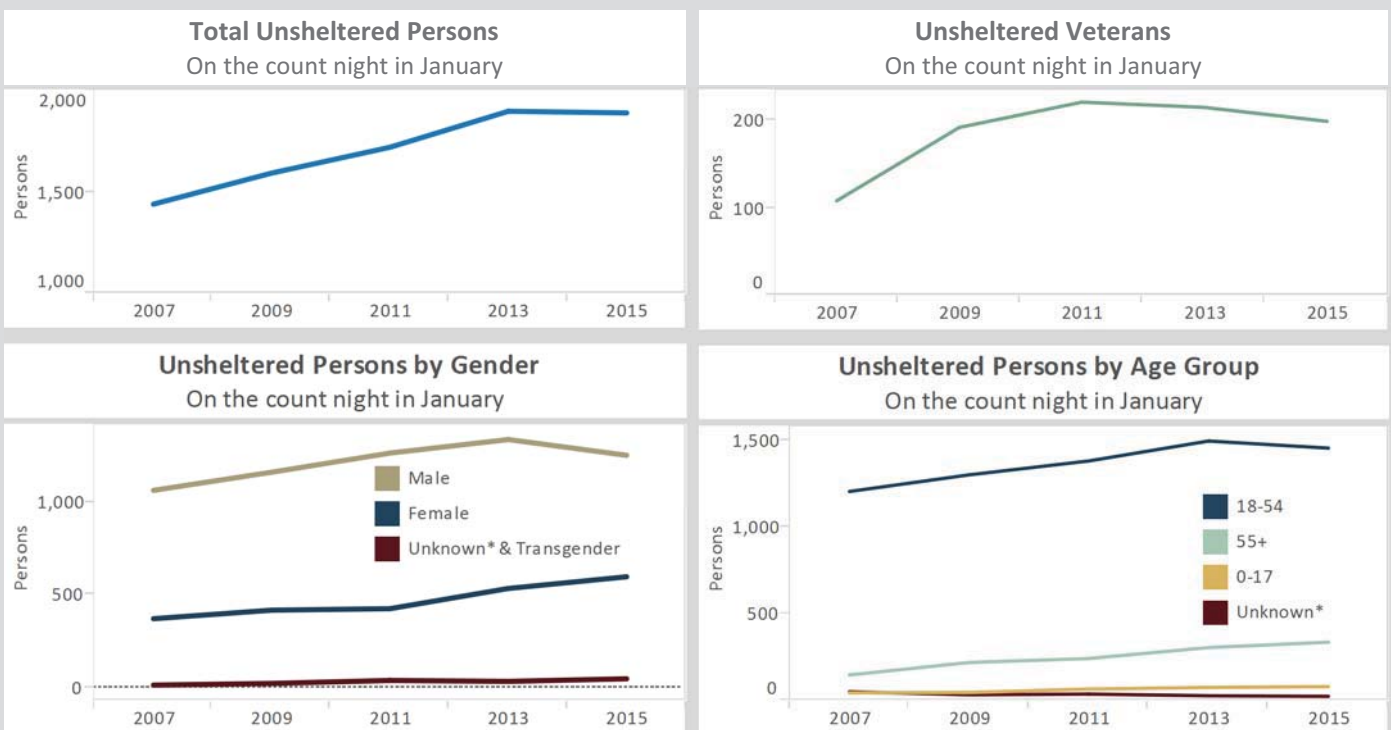 Total Unsheltered Persons
On the count night in January
Persons
2,000
1,500
1,000
2007 2009 2011 2013 2015
Unsheltered Veterans
On the count night in January
Persons
200
100
0
2007 2009 2011 2013 2015
Unsheltered Persons by Gender
On the count night in January
Persons
1,000
500
0
Male
Female
Unknown* & Transgender
2007 2009 2011 2013 2015
Unsheltered Persons by Age Group
On the count night in January
Persons
1,500
1,000
500
0
18-54
55+
0-17
Unknown*
2007 2009 2011 2013 2015